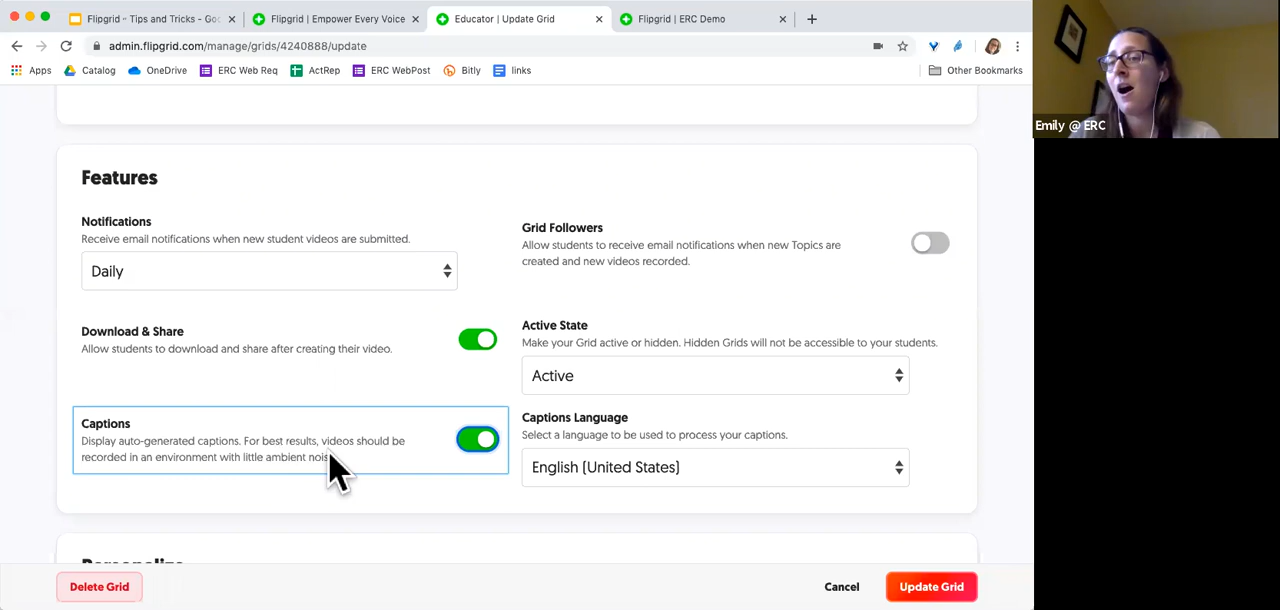 Flipgrid - Tips and Tricks - Goo
Flipgrid | Empower Every Voice
Educator | Update Grid
Flipgrid | ERC Demo
admin.flipgrid.com/manage/grids/4240888/update
Apps
Catalog
OneDrive
ERC Web Req
ActRep
ERC WebPost
Bitly
links
Other Bookmarks
Emily @ ERC
Features
Notifications
Receive email notifications when new student videos are submitted.
Daily
Grid Followers
Allow students to receive email notifications when new Topics are
created and new videos recorded.
Download & Share
Allow students to download and share after creating their video.
Active State
Make your Grid active or hidden. Hidden Grids will not be accessible to your students.
Active
Captions
Display auto-generated captions. For best results, videos should be
recorded in an environment with little ambient
Captions Language
Select a language to be used to process your captions.
English (United States)
Personalize
Delete Grid
Cancel
Update Grid